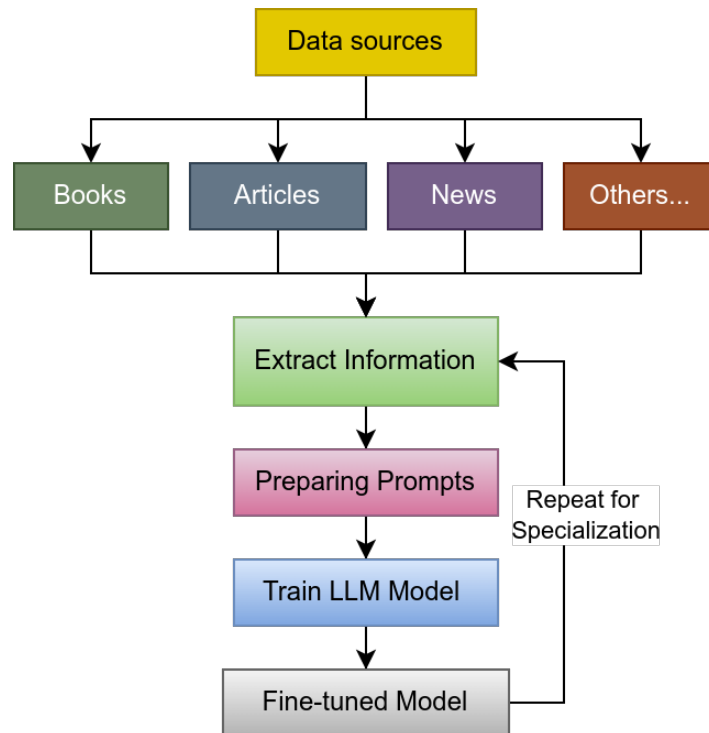 Data sources
Books
Articles
News
Others...
Extract Information
Preparing Prompts
Repeat for
Specialization
Train LLM Model
Fine-tuned Model